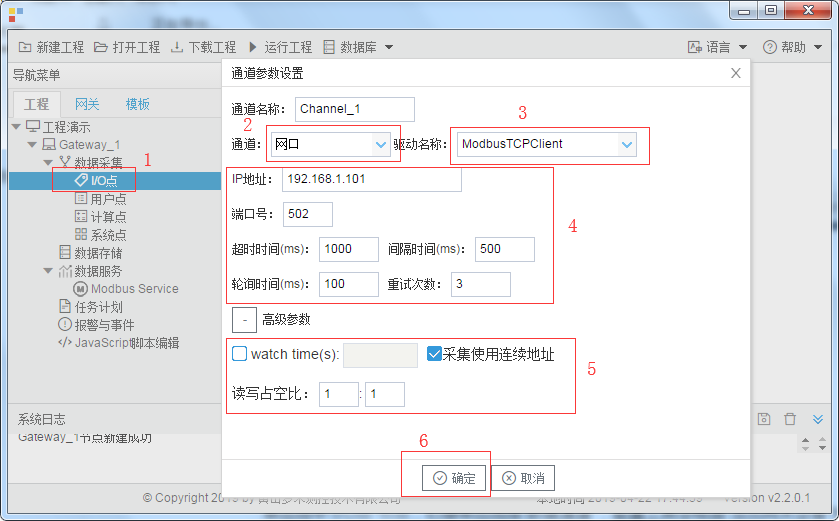 新建工程 打开工程 下载工程 运行工程 数据库 语言 帮助
导航菜单
工程 网关 模板
工程演示
Gateway_1
数据采集 1
I/O点
用户点
计算点
系统点
数据存储
数据服务
Modbus Service
任务计划
报警与事件
JavaScript脚本编辑
通道参数设置
通道名称: Channel_1
2 3
通道: 网口 驱动名称: ModbusTCPClient
IP地址: 192.168.1.101
端口号: 502
4
超时时间(ms): 1000 间隔时间(ms): 500
轮询时间(ms): 100 重试次数: 3
- 高级参数
watch time(s): 采集使用连续地址
5
读写占空比: 1 : 1
系统日志
Gateway_1节点新建成功
6
确定 取消
© Copyright 2019 by
version v2.2.0.1